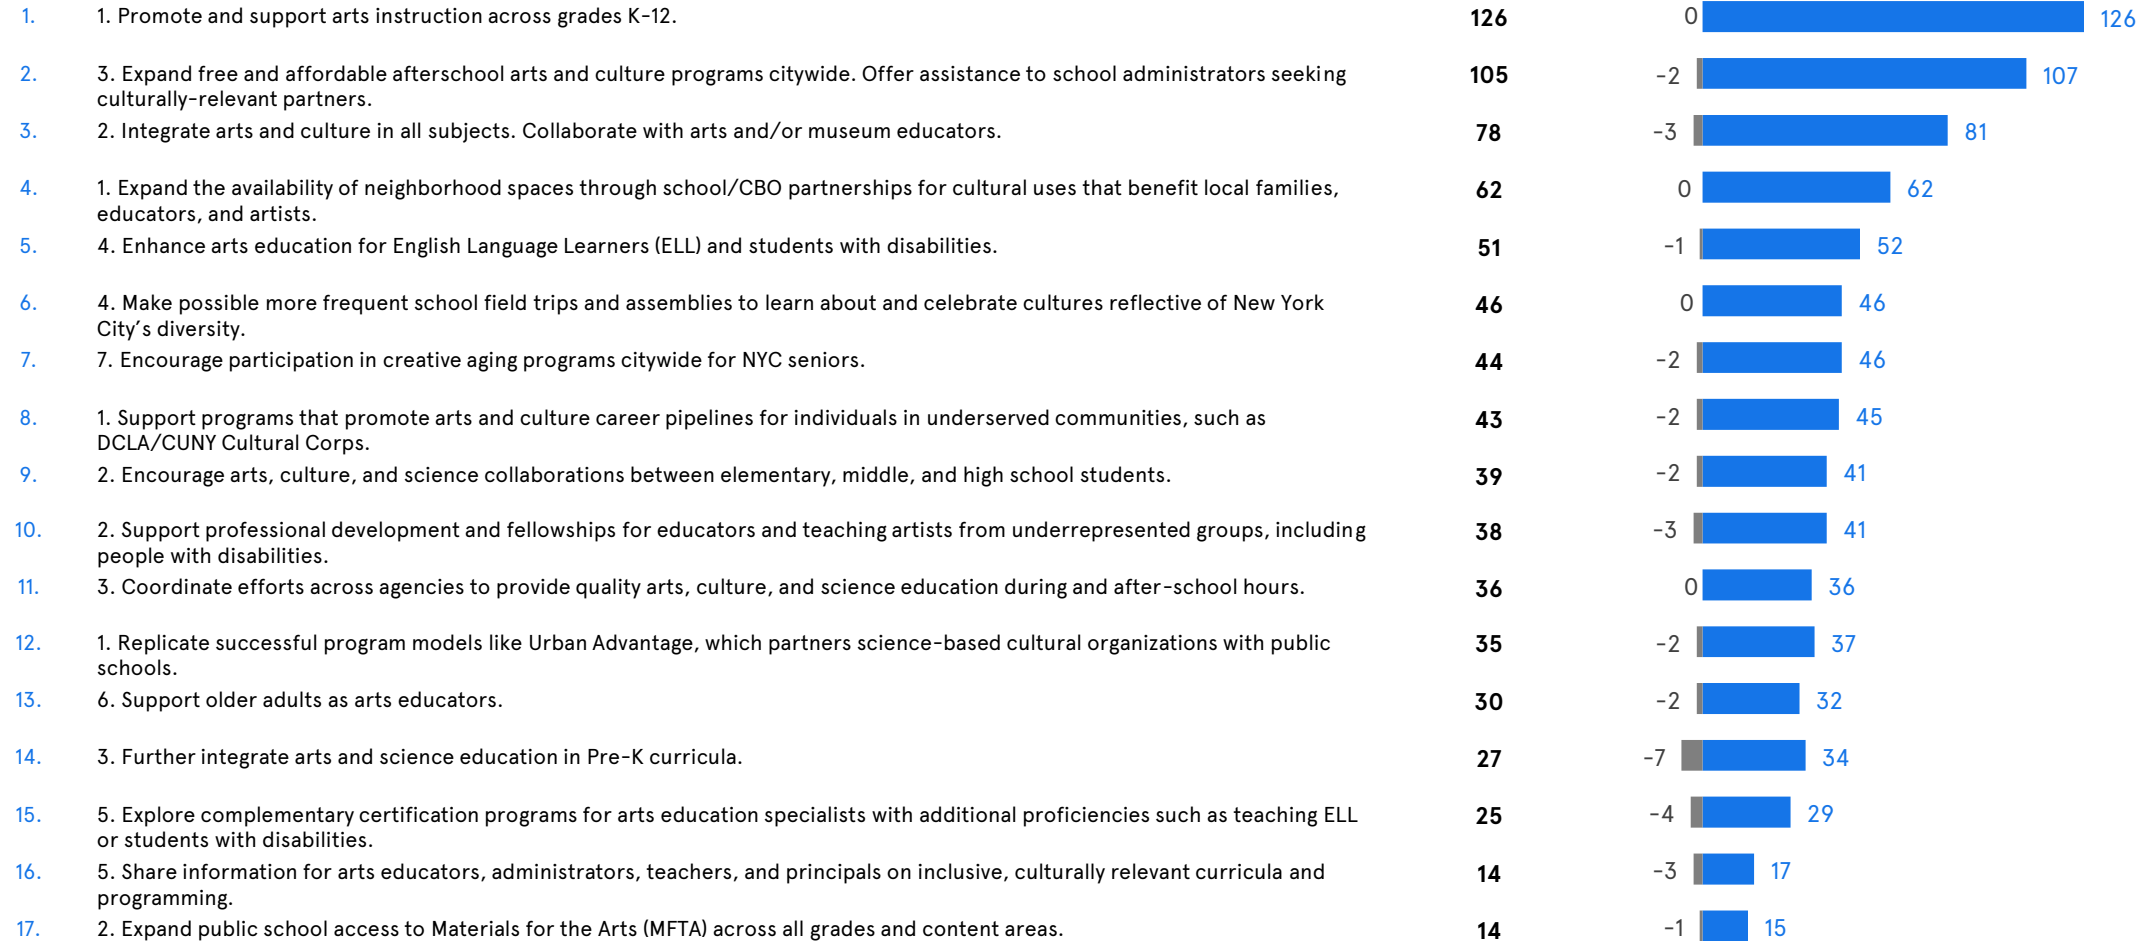 1. 1. Promote and support arts instruction across grades K-12. 126 0 126
2. 3. Expand free and affordable afterschool arts and culture programs citywide. Offer assistance to school administrators seeking 105 -2 107
culturally-relevant partners.
3. 2. Integrate arts and culture in all subjects. Collaborate with arts and/or museum educators. 78 -3 81
4. 1. Expand the availability of neighborhood spaces through school/CBO partnerships for cultural uses that benefit local families, 62 0 62
educators, and artists.
5. 4. Enhance arts education for English Language Learners (ELL) and students with disabilities. 51 -1 52
6. 4. Make possible more frequent school field trips and assemblies to learn about and celebrate cultures reflective of New York 46 0 46
City’s diversity.
7. 7. Encourage participation in creative aging programs citywide for NYC seniors. 44 -2 46
8. 1. Support programs that promote arts and culture career pipelines for individuals in underserved communities, such as 43 -2 45
DCLA/CUNY Cultural Corps.
9. 2. Encourage arts, culture, and science collaborations between elementary, middle, and high school students. 39 -2 41
10. 2. Support professional development and fellowships for educators and teaching artists from underrepresented groups, including 38 -3 41
people with disabilities.
11. 3. Coordinate efforts across agencies to provide quality arts, culture, and science education during and after-school hours. 36 0 36
12. 1. Replicate successful program models like Urban Advantage, which partners science-based cultural organizations with public 35 -2 37
schools.
13. 6. Support older adults as arts educators. 30 -2 32
14. 3. Further integrate arts and science education in Pre-K curricula. 27 -7 34
15. 5. Explore complementary certification programs for arts education specialists with additional proficiencies such as teaching ELL 25 -4 29
or students with disabilities.
16. 5. Share information for arts educators, administrators, teachers, and principals on inclusive, culturally relevant curricula and 14 -3 17
programming.
17. 2. Expand public school access to Materials for the Arts (MFTA) across all grades and content areas. 14 -1 15